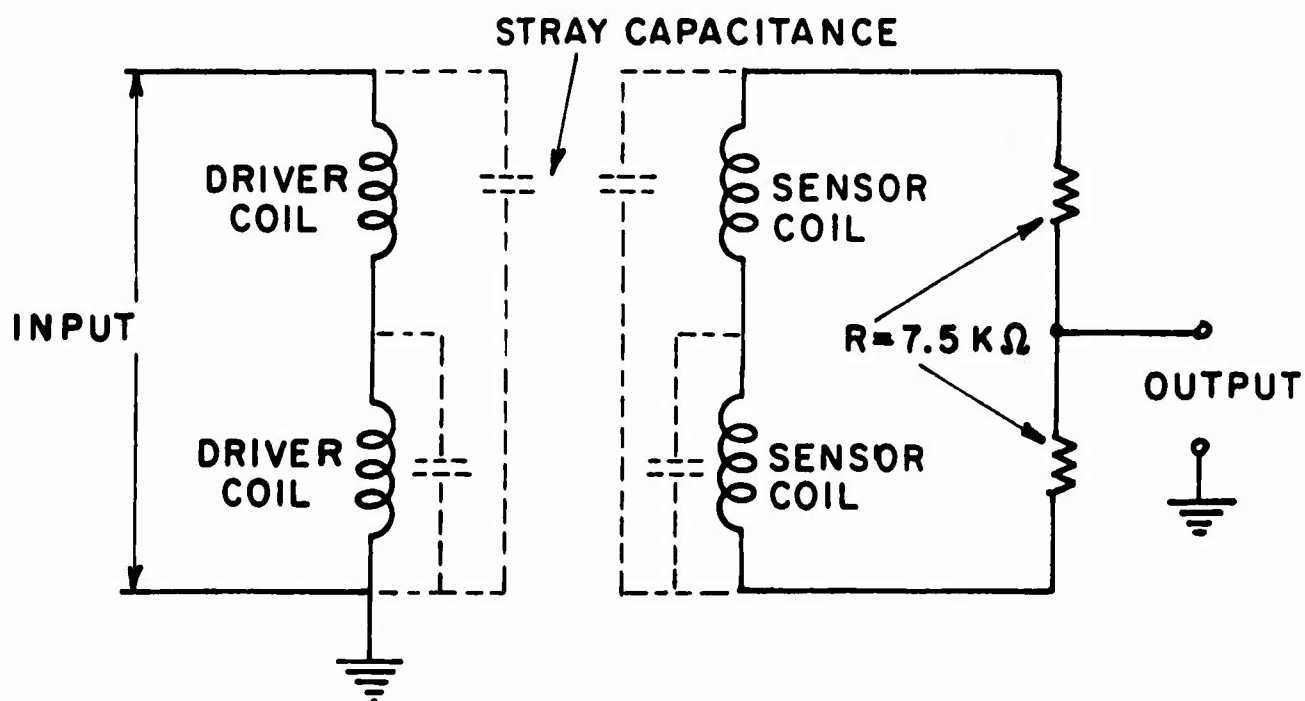 STRAY CAPACITANCE
DRIVER
COIL
SENSOR
COIL
INPUT
R=7.5 KΩ
OUTPUT
DRIVER
COIL
SENSOR
COIL